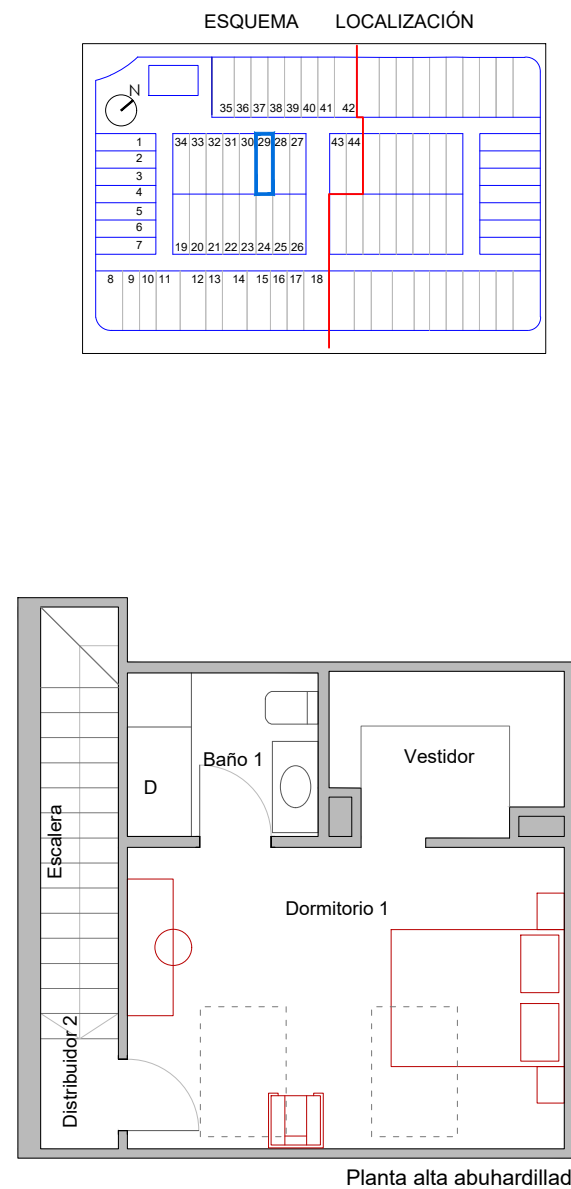 ESQUEMA LOCALIZACIÓN
N
35 36 37 38 39 40 41 42
1 34 33 32 31 30 29 28 27 43 44
2
3
4
5
6
7 19 20 21 22 23 24 25 26
8 9 10 11 12 13 14 15 16 17 18
Baño 1
Vestidor
D
Escalera
Dormitorio 1
Distribuidor 2
Planta alta abuhardillad